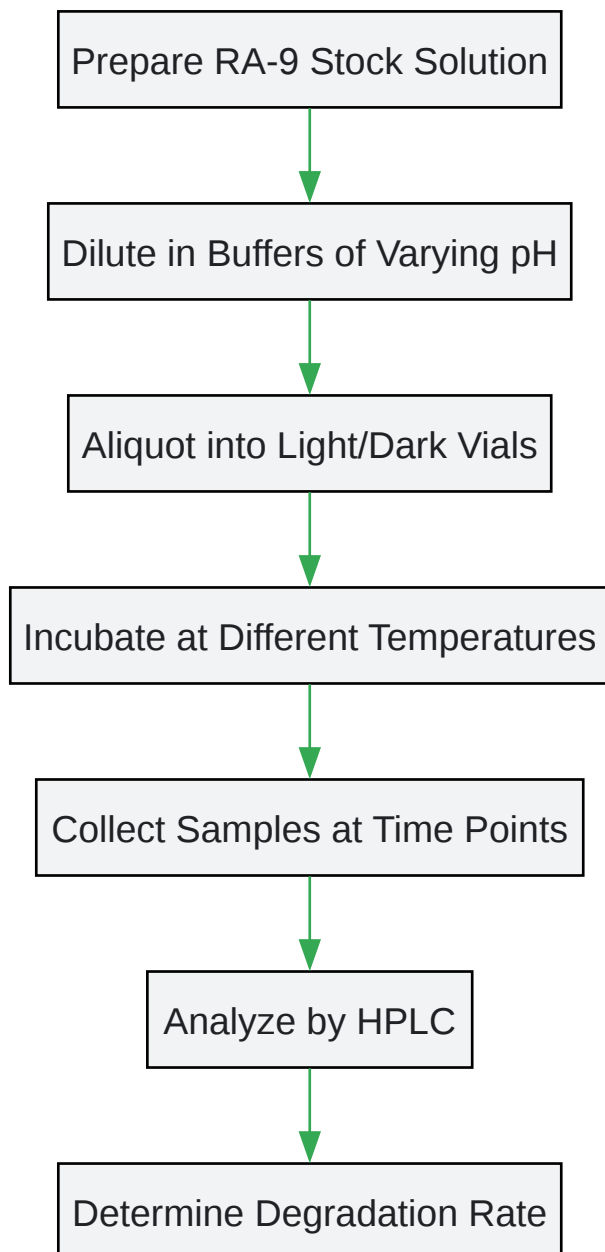 Prepare RA-9 Stock Solution
Dilute in Buffers of Varying pH
Aliquot into Light/Dark Vials
Incubate at Different Temperatures
Collect Samples at Time Points
Analyze by HPLC
Determine Degradation Rate